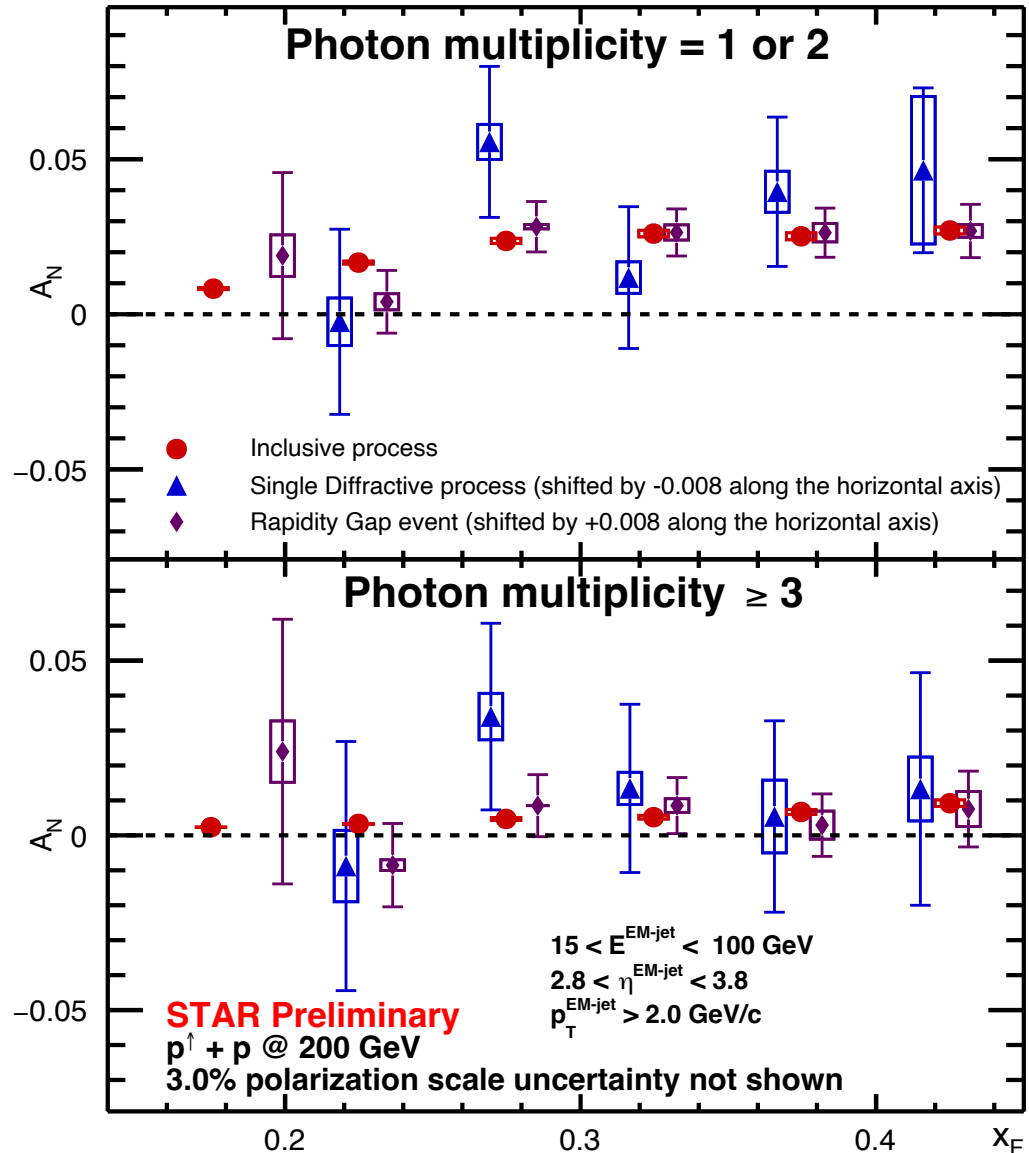 Photon multiplicity = 1 or 2
0.05
A_N
0
−0.05
Inclusive process
Single Diffractive process (shifted by -0.008 along the horizontal axis)
Rapidity Gap event (shifted by +0.008 along the horizontal axis)
Photon multiplicity ≥ 3
0.05
A_N
0
−0.05
15 < E^EM-jet < 100 GeV
2.8 < η^EM-jet < 3.8
p_T^EM-jet > 2.0 GeV/c
STAR Preliminary
p^↑ + p @ 200 GeV
3.0% polarization scale uncertainty not shown
0.2 0.3 0.4 x_F